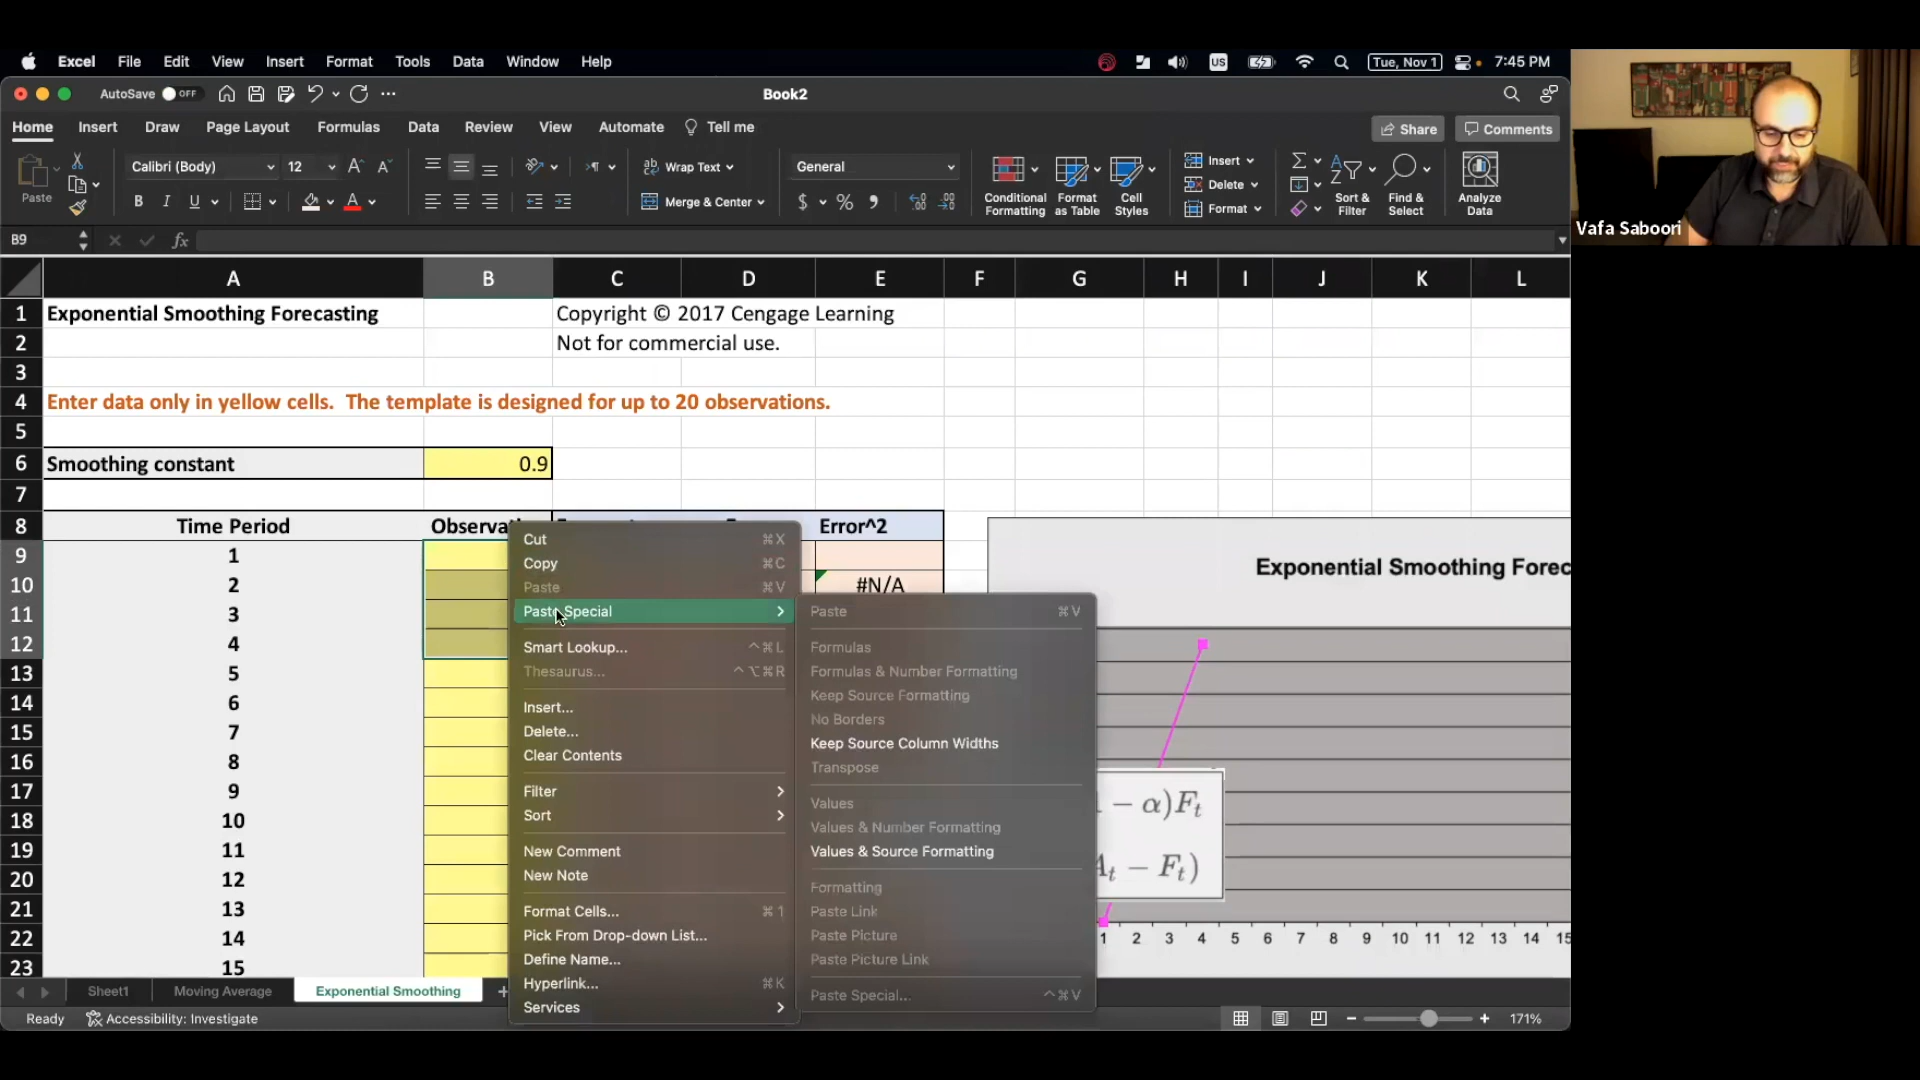 Excel File Edit View Insert Format Tools Data Window Help US Tue, Nov 1 7:45 PM
AutoSave OFF Book2
Home Insert Draw Page Layout Formulas Data Review View Automate Tell me Share Comments
Paste Calibri (Body) 12 Wrap Text General Conditional Formatting Format as Table Cell Styles Insert Sort & Filter Find & Select Analyze Data
Delete
B I U Merge & Center $ % Format
B9 fx
A B C D E F G H I J K L
1 Exponential Smoothing Forecasting Copyright © 2017 Cengage Learning
2 Not for commercial use.
3
4 Enter data only in yellow cells. The template is designed for up to 20 observations.
5
6 Smoothing constant 0.9
7
8 Time Period Observati Error^2
9 1
10 2 #N/A
11 3
12 4
13 5
14 6
15 7
16 8
17 9
18 10
19 11
20 12
21 13
22 14
23 15
Cut ⌘X
Copy ⌘C
Paste ⌘V
Paste Special >
Smart Lookup... ^⌘L
Thesaurus... ^⌥⌘R
Insert...
Delete...
Clear Contents
Filter >
Sort >
New Comment
New Note
Format Cells... ⌘1
Pick From Drop-down List...
Define Name...
Hyperlink... ⌘K
Services >
Paste ⌘V
Formulas
Formulas & Number Formatting
Keep Source Formatting
No Borders
Keep Source Column Widths
Transpose
Values
Values & Number Formatting
Values & Source Formatting
Formatting
Paste Link
Paste Picture
Paste Picture Link
Paste Special... ^⌘V
Exponential Smoothing Forec
− α)Fₜ
− Fₜ)
1 2 3 4 5 6 7 8 9 10 11 12 13 14 15
Sheet1 Moving Average Exponential Smoothing +
Ready Accessibility: Investigate 171%
Vafa Saboori